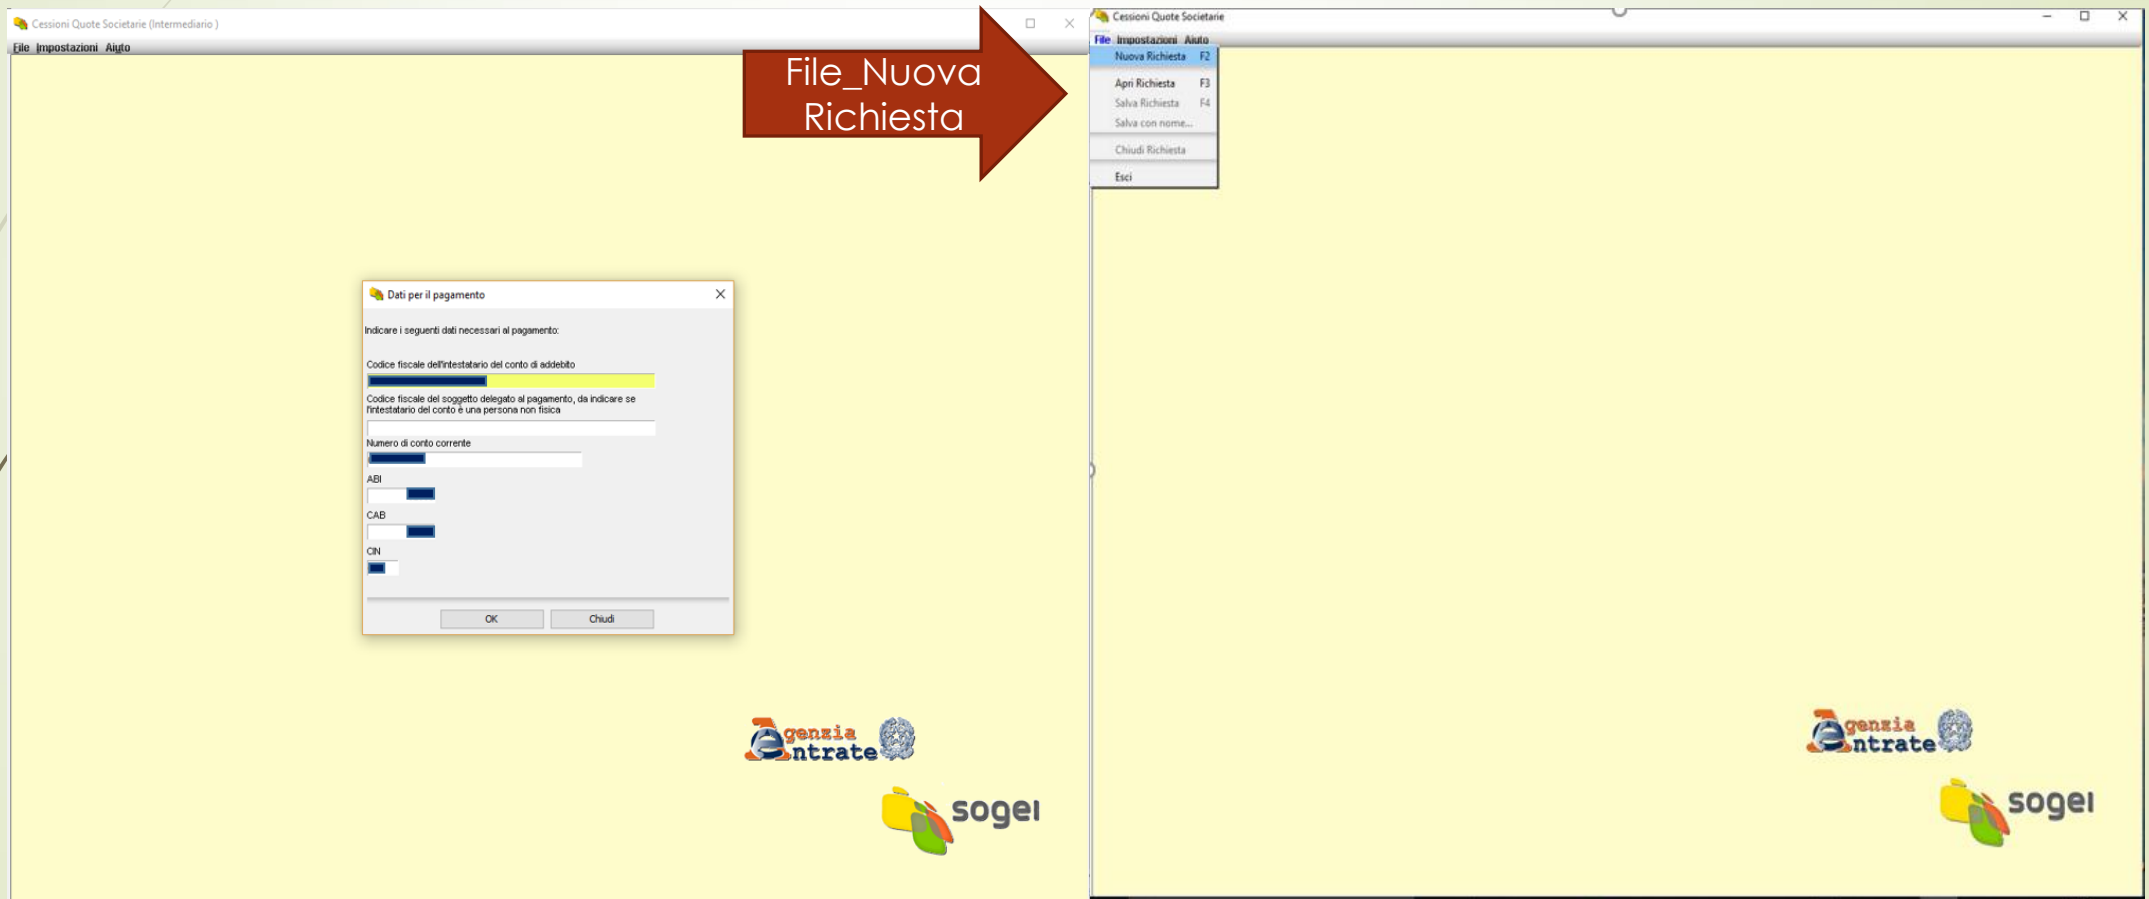 Cessioni Quote Societarie (Intermediario )
File Impostazioni Aiuto
Dati per il pagamento
Indicare i seguenti dati necessari al pagamento:
Codice fiscale dell'intestatario del conto di addebito
Codice fiscale del soggetto delegato al pagamento, da indicare se
l'intestatario del conto è una persona non fisica
Numero di conto corrente
ABI
CAB
CIN
OK Chiudi
Agenzia
Entrate
sogei
File_Nuova
Richiesta
Cessioni Quote Societarie
File Impostazioni Aiuto
Nuova Richiesta F2
Apri Richiesta F3
Salva Richiesta F4
Salva con nome...
Chiudi Richiesta
Esci
Agenzia
Entrate
sogei